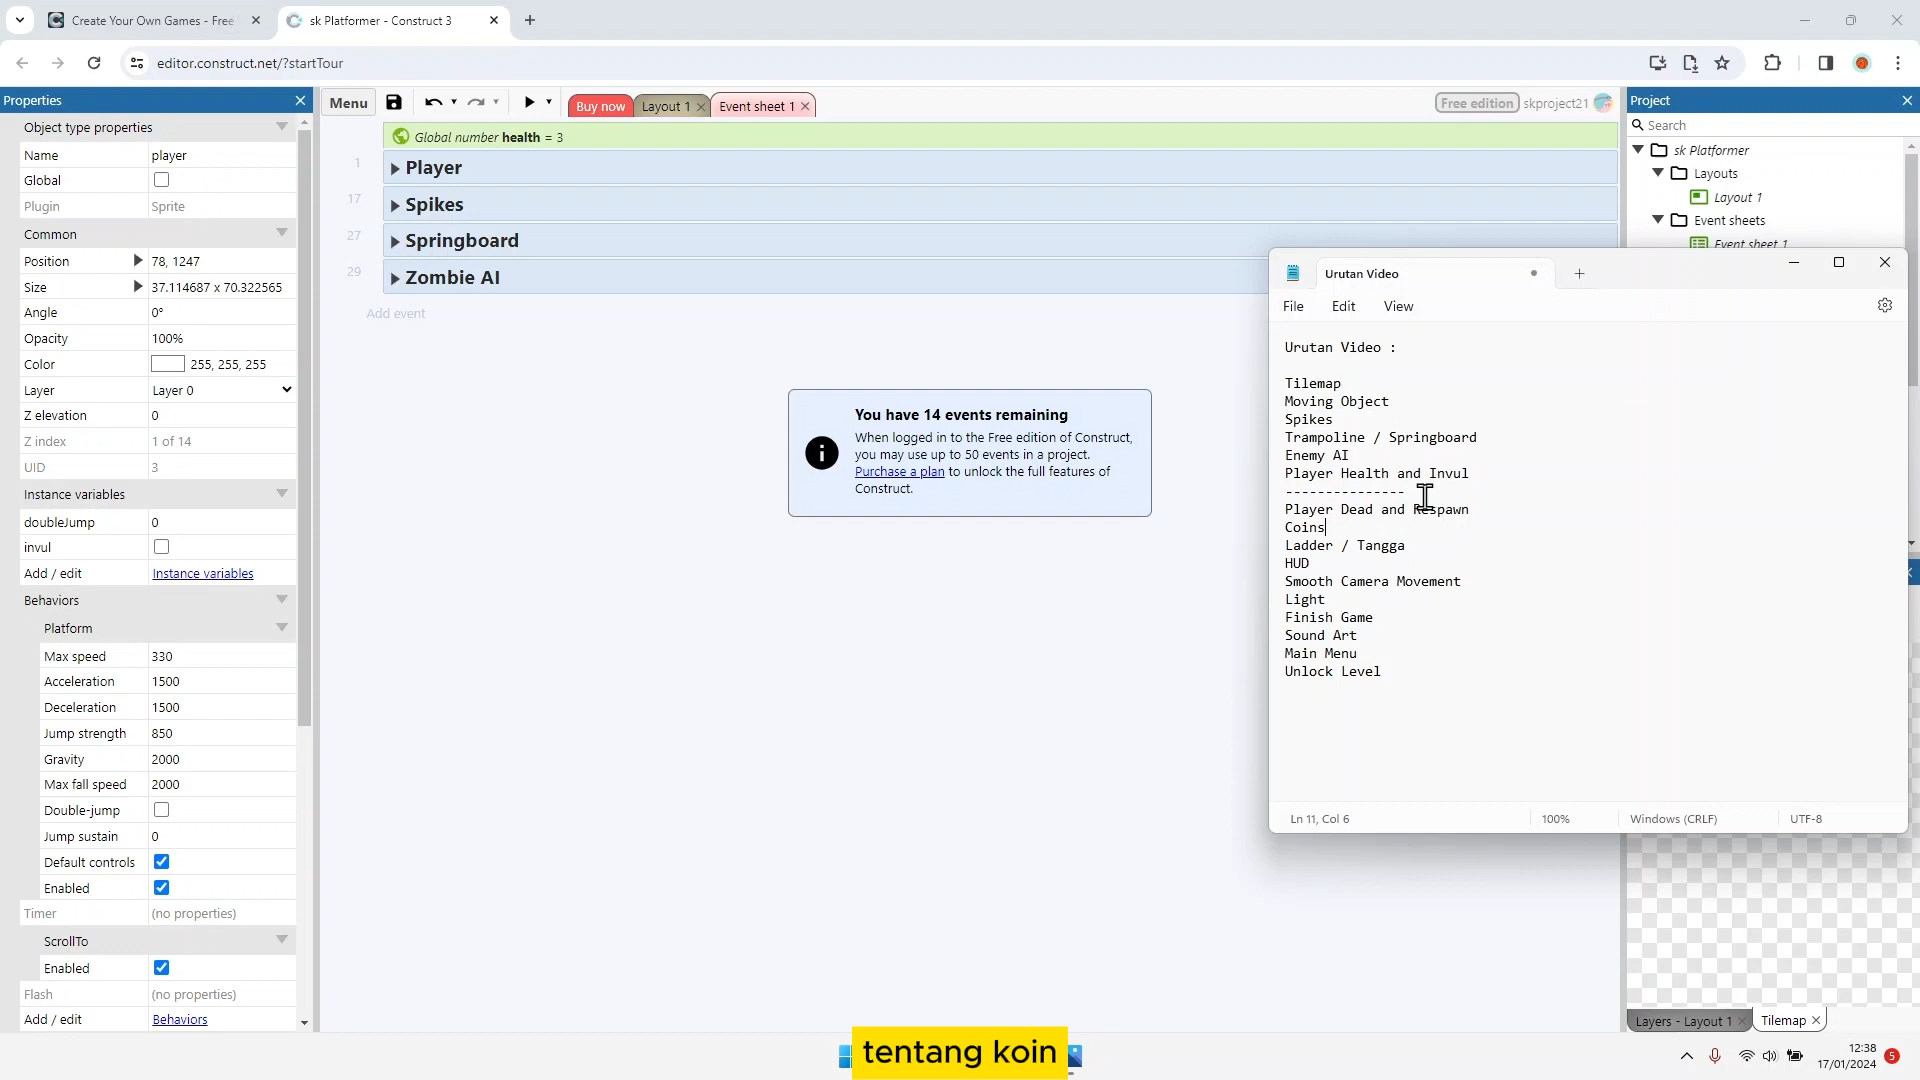 Create Your Own Games - Free
sk Platformer - Construct 3
editor.construct.net/?startTour
Properties
Menu
Buy now
Layout 1
Event sheet 1
Free edition
skproject21
Project
Object type properties
Name player
Global
Plugin Sprite
Common
Position 78, 1247
Size 37.114687 x 70.322565
Angle 0°
Opacity 100%
Color 255, 255, 255
Layer Layer 0
Z elevation 0
Z index 1 of 14
UID 3
Instance variables
doubleJump 0
invul
Add / edit Instance variables
Behaviors
Platform
Max speed 330
Acceleration 1500
Deceleration 1500
Jump strength 850
Gravity 2000
Max fall speed 2000
Double-jump
Jump sustain 0
Default controls
Enabled
Timer (no properties)
ScrollTo
Enabled
Flash (no properties)
Add / edit Behaviors
Global number health = 3
1 Player
17 Spikes
27 Springboard
29 Zombie AI
Add event
You have 14 events remaining
When logged in to the Free edition of Construct,
you may use up to 50 events in a project.
Purchase a plan to unlock the full features of
Construct.
Search
sk Platformer
Layouts
Layout 1
Event sheets
Event sheet 1
Urutan Video
File Edit View
Urutan Video :
Tilemap
Moving Object
Spikes
Trampoline / Springboard
Enemy AI
Player Health and Invul
---------------
Player Dead and Respawn
Coins
Ladder / Tangga
HUD
Smooth Camera Movement
Light
Finish Game
Sound Art
Main Menu
Unlock Level
Ln 11, Col 6
100%
Windows (CRLF)
UTF-8
Layers - Layout 1
Tilemap
tentang koin
12:38
17/01/2024
5